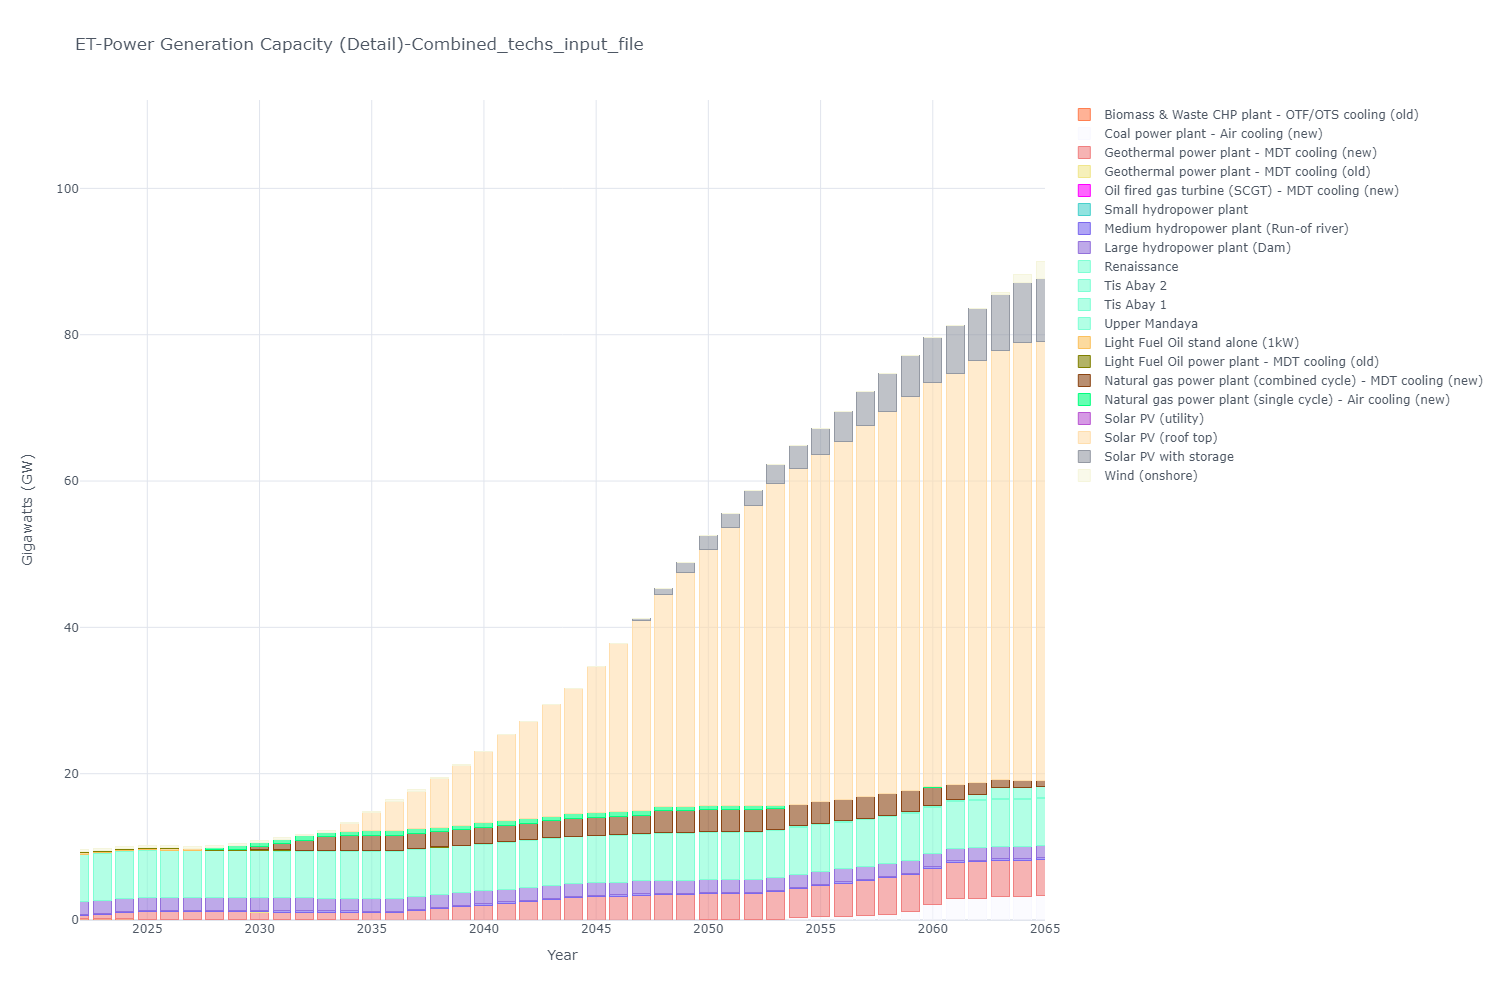 ET-Power Generation Capacity (Detail)-Combined_techs_input_file
Biomass & Waste CHP plant - OTF/OTS cooling (old)
Coal power plant - Air cooling (new)
Geothermal power plant - MDT cooling (new)
Geothermal power plant - MDT cooling (old)
Oil fired gas turbine (SCGT) - MDT cooling (new)
Small hydropower plant
Medium hydropower plant (Run-of river)
Large hydropower plant (Dam)
Renaissance
Tis Abay 2
Tis Abay 1
Upper Mandaya
Light Fuel Oil stand alone (1kW)
Light Fuel Oil power plant - MDT cooling (old)
Natural gas power plant (combined cycle) - MDT cooling (new)
Natural gas power plant (single cycle) - Air cooling (new)
Solar PV (utility)
Solar PV (roof top)
Solar PV with storage
Wind (onshore)
Gigawatts (GW)
100
80
60
40
20
0
2025
2030
2035
2040
2045
2050
2055
2060
2065
Year